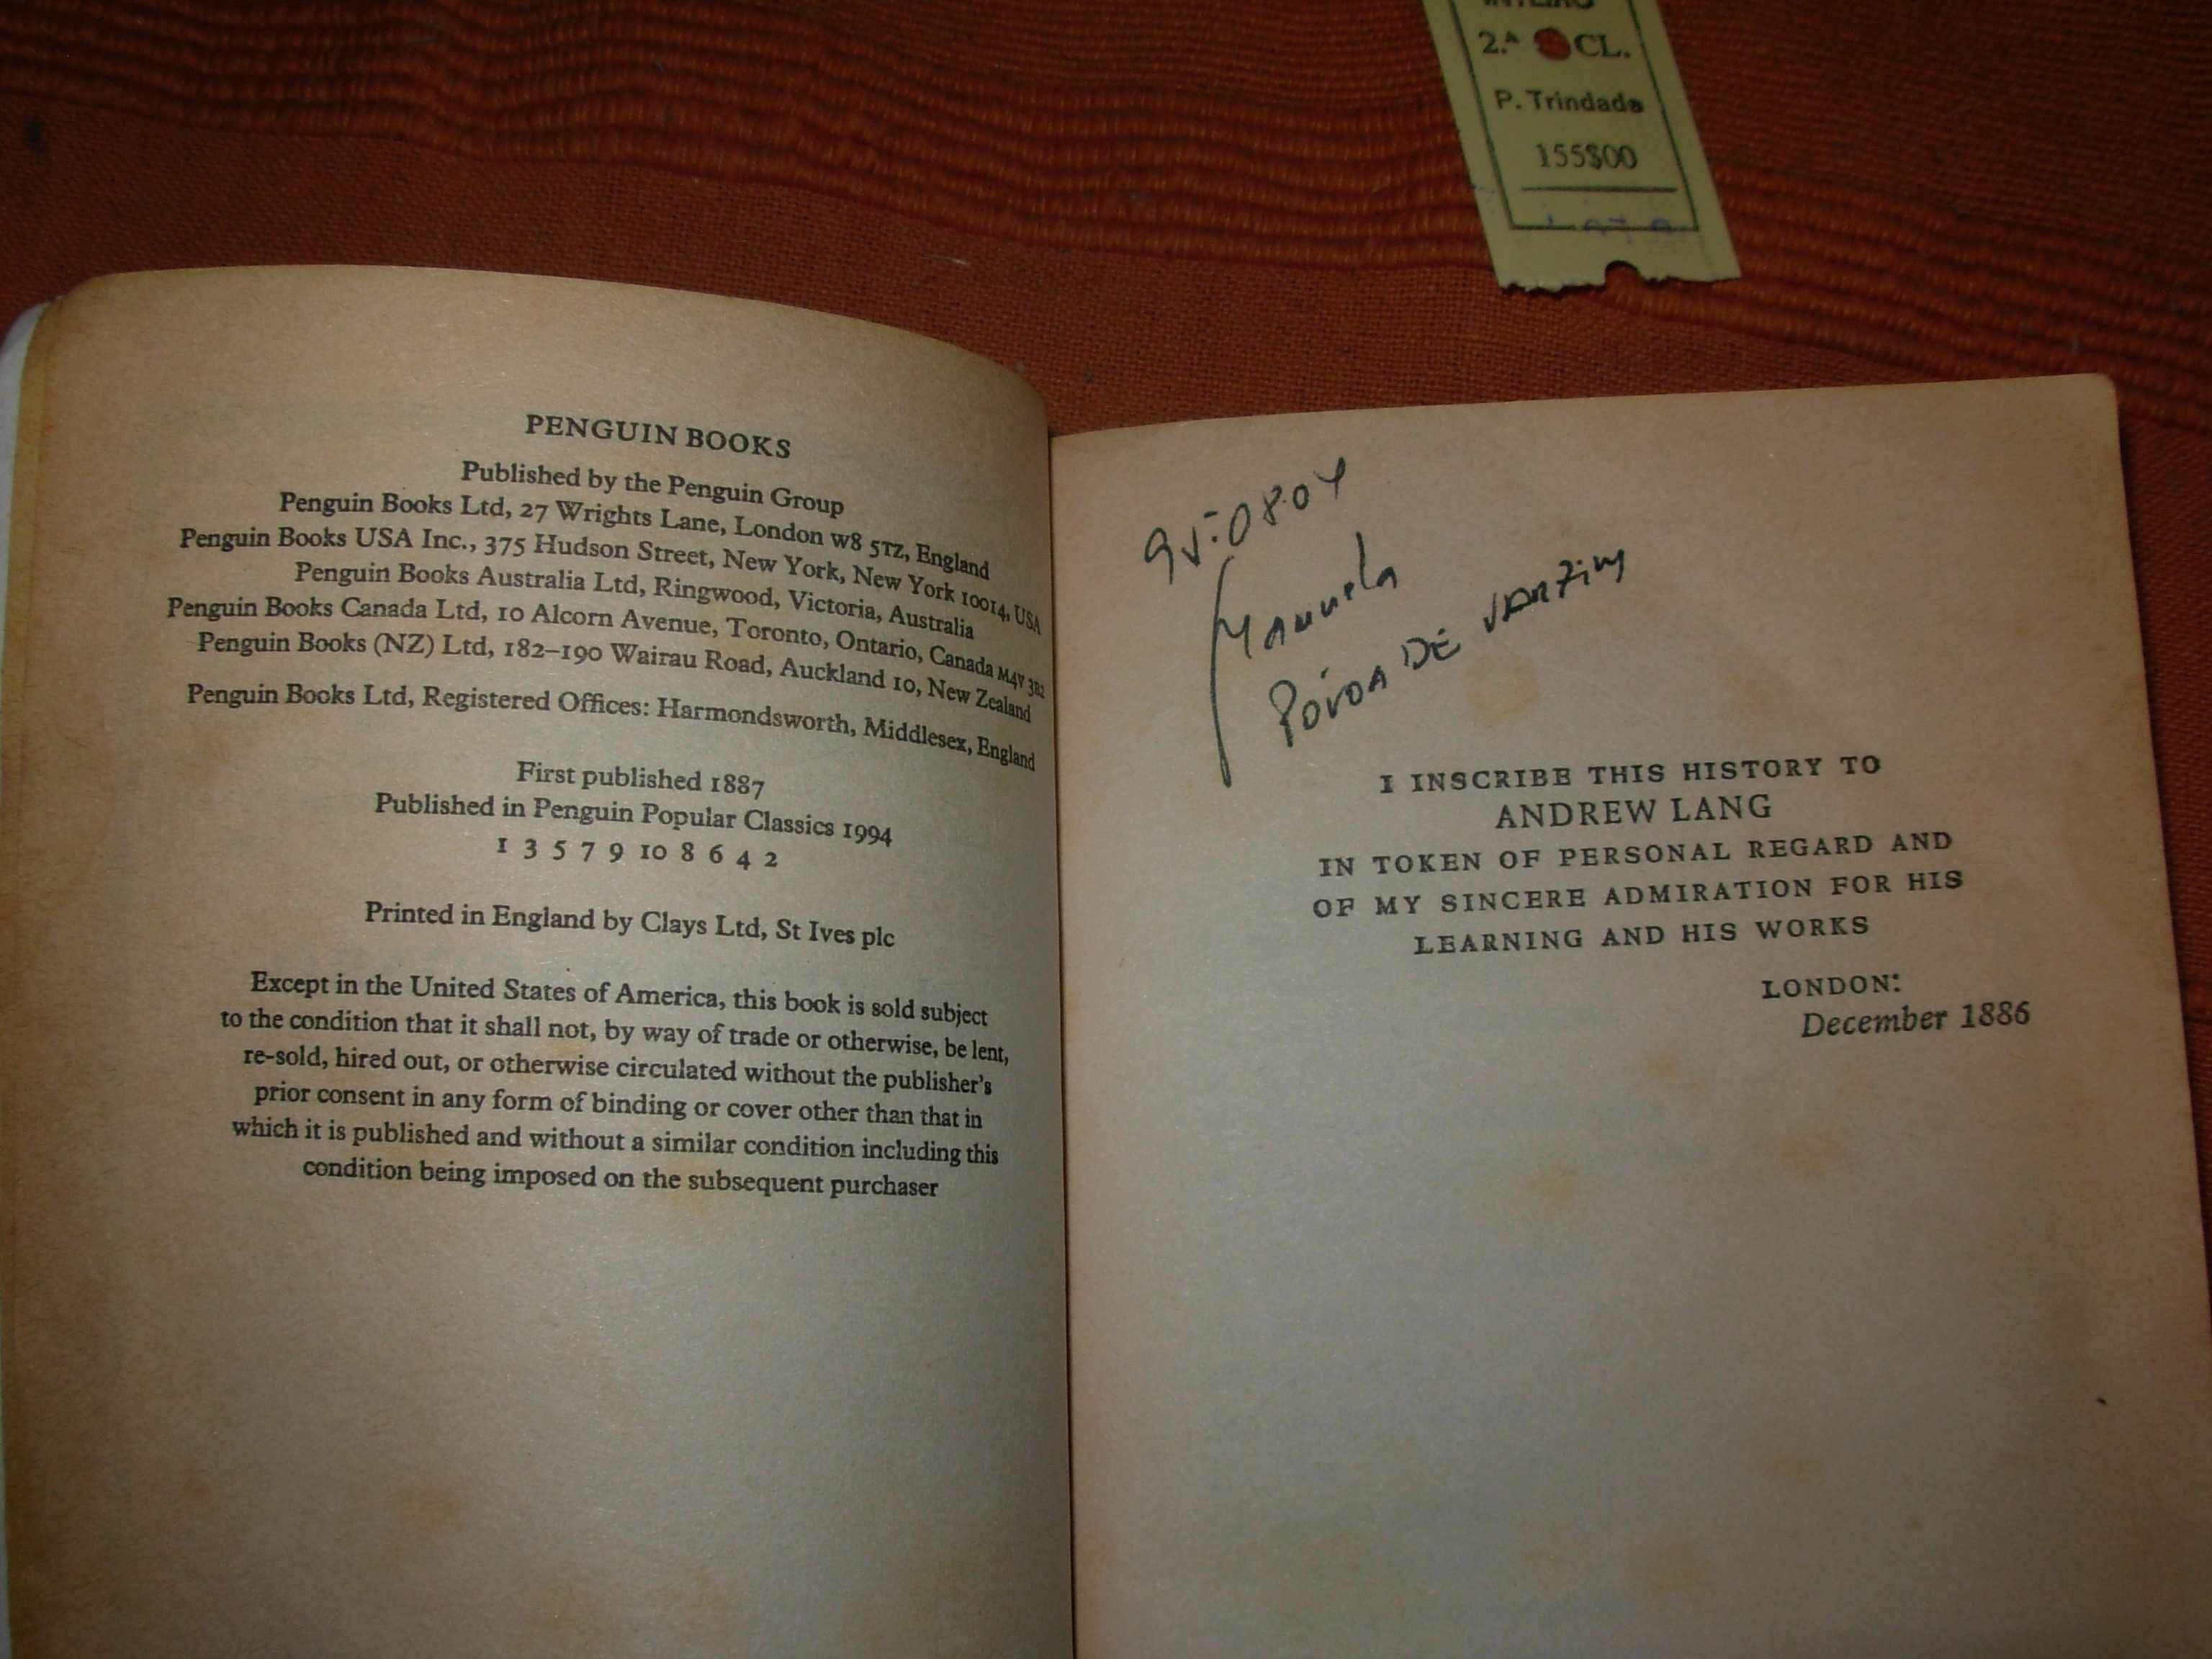 2.ª CL.
P. Trindade
155$00
PENGUIN BOOKS
Published by the Penguin Group
Penguin Books Ltd, 27 Wrights Lane, London W8 5TZ, England
Penguin Books USA Inc., 375 Hudson Street, New York, New York 10014, USA
Penguin Books Australia Ltd, Ringwood, Victoria, Australia
Penguin Books Canada Ltd, 10 Alcorn Avenue, Toronto, Ontario, Canada M4V 3B2
Penguin Books (NZ) Ltd, 182–190 Wairau Road, Auckland 10, New Zealand
Penguin Books Ltd, Registered Offices: Harmondsworth, Middlesex, England
First published 1887
Published in Penguin Popular Classics 1994
1 3 5 7 9 10 8 6 4 2
Printed in England by Clays Ltd, St Ives plc
Except in the United States of America, this book is sold subject
to the condition that it shall not, by way of trade or otherwise, be lent,
re-sold, hired out, or otherwise circulated without the publisher's
prior consent in any form of binding or cover other than that in
which it is published and without a similar condition including this
condition being imposed on the subsequent purchaser
95.08.04
Manuela
Póvoa DE VARZIM
I INSCRIBE THIS HISTORY TO
ANDREW LANG
IN TOKEN OF PERSONAL REGARD AND
OF MY SINCERE ADMIRATION FOR HIS
LEARNING AND HIS WORKS
LONDON:
December 1886